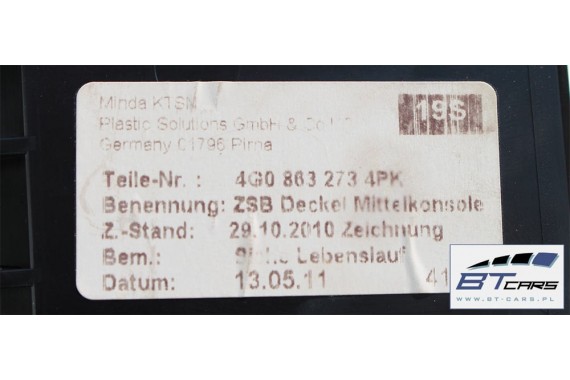 Minda KTSN
Plastic Solutions GmbH & Co
Germany 01796 Pirna
19S
Teile-Nr. : 4G0 863 273 4PK
Benennung: ZSB Deckel Mittelkonsole
Z.-Stand: 29.10.2010 Zeichnung
Bem.: Siehe Lebenslauf
Datum: 13.05.11 41
BT
CARS
WWW.BT-CARS.PL